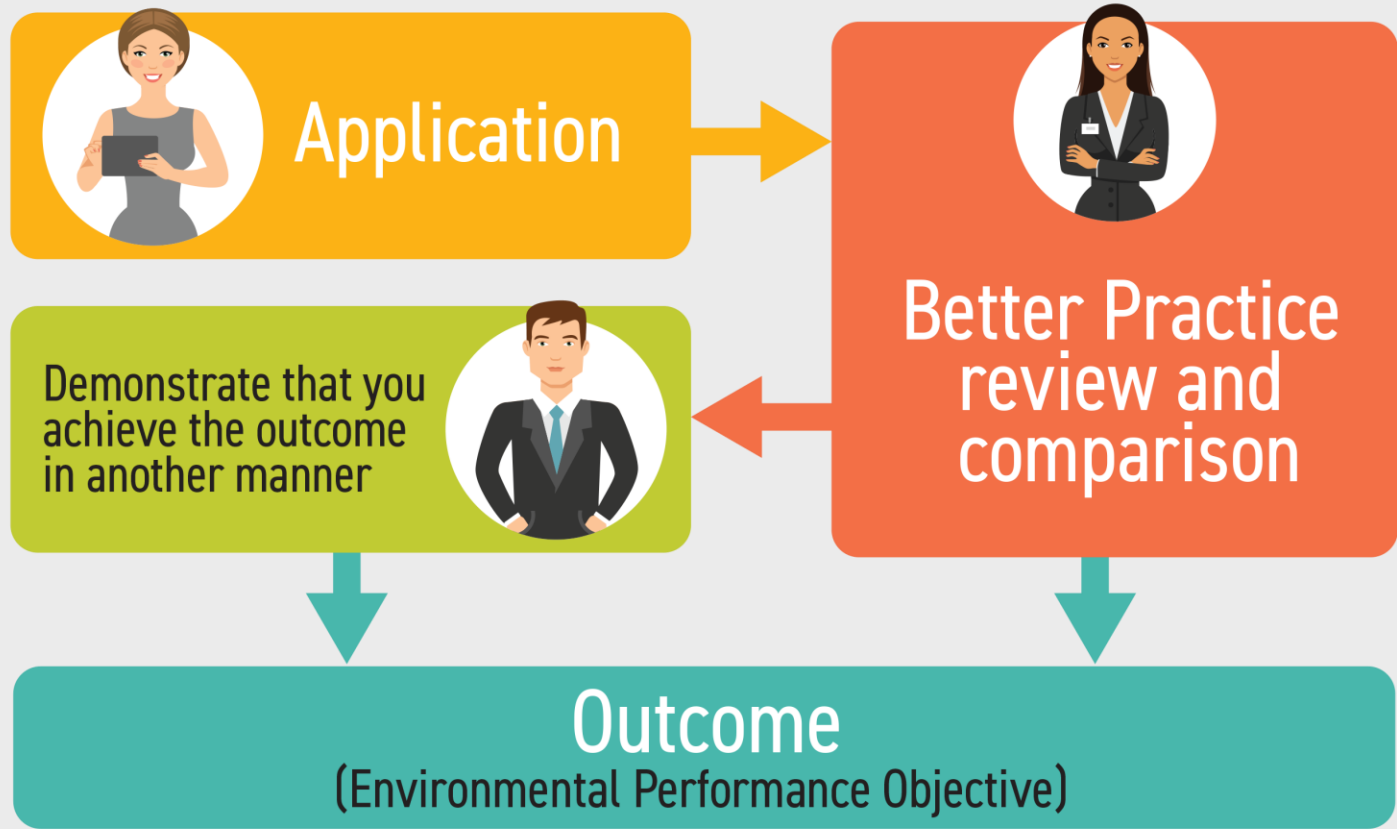 Application
Better Practice
review and
comparison
Demonstrate that you
achieve the outcome
in another manner
Outcome
(Environmental Performance Objective)